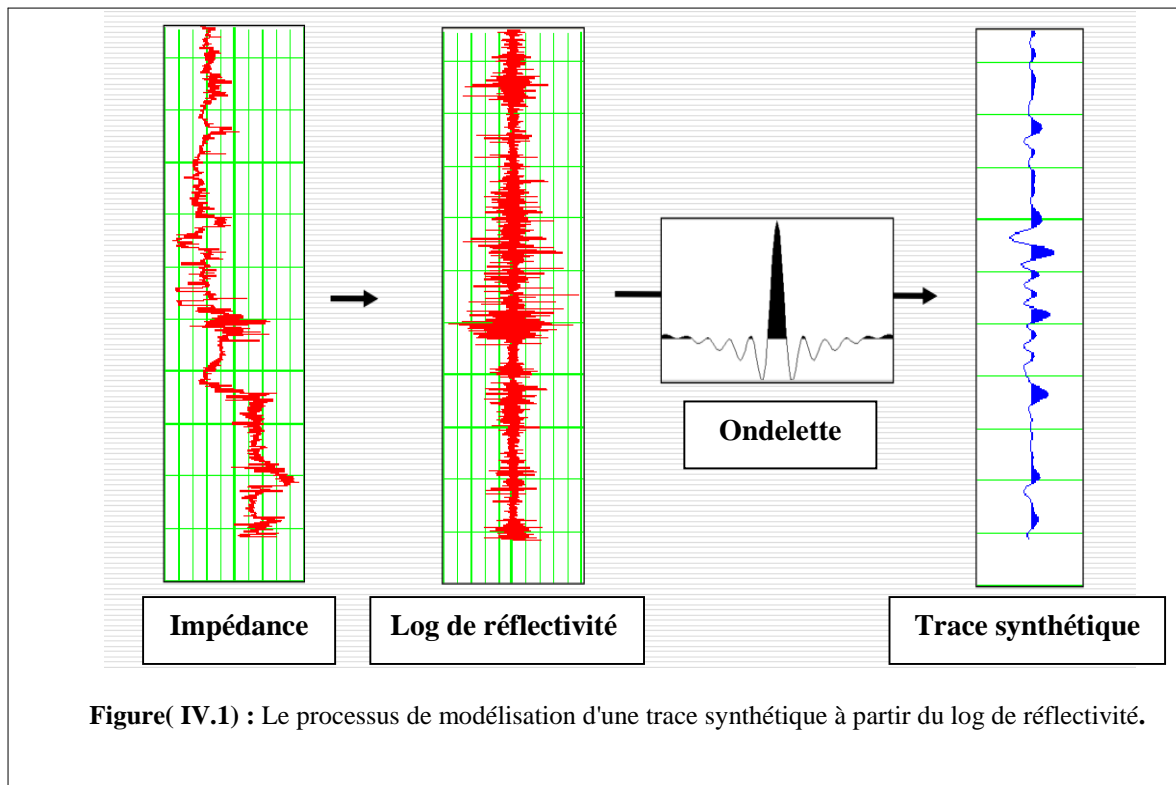 Ondelette
Impédance
Log de réflectivité
Trace synthétique
Figure( IV.1) : Le processus de modélisation d'une trace synthétique à partir du log de réflectivité.